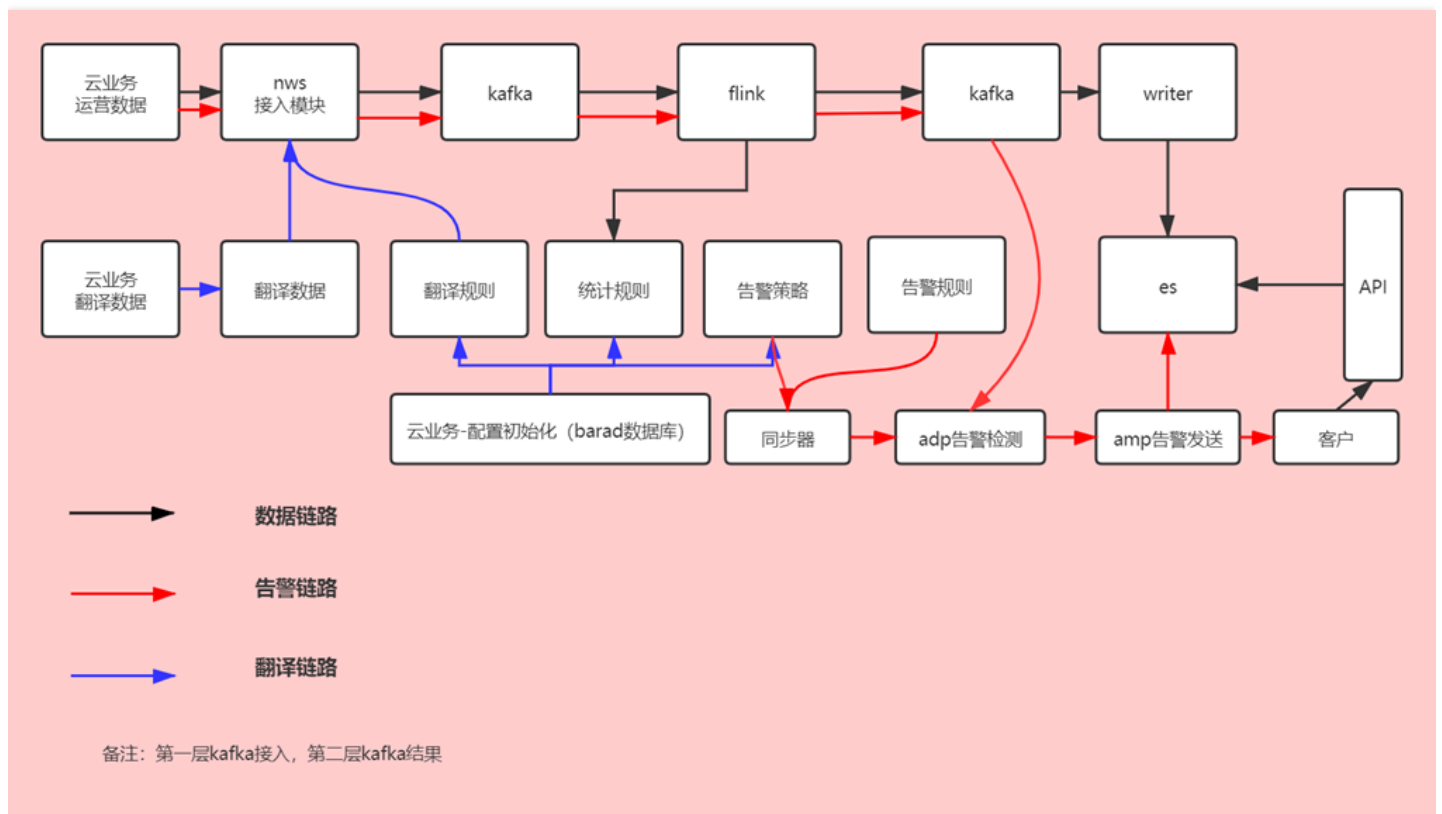 云业务
运营数据
nws
接入模块
kafka
flink
kafka
writer
云业务
翻译数据
翻译数据
翻译规则
统计规则
告警策略
告警规则
es
API
云业务-配置初始化（barad数据库）
同步器
adp告警检测
amp告警发送
客户
数据链路
告警链路
翻译链路
备注：第一层kafka接入，第二层kafka结果